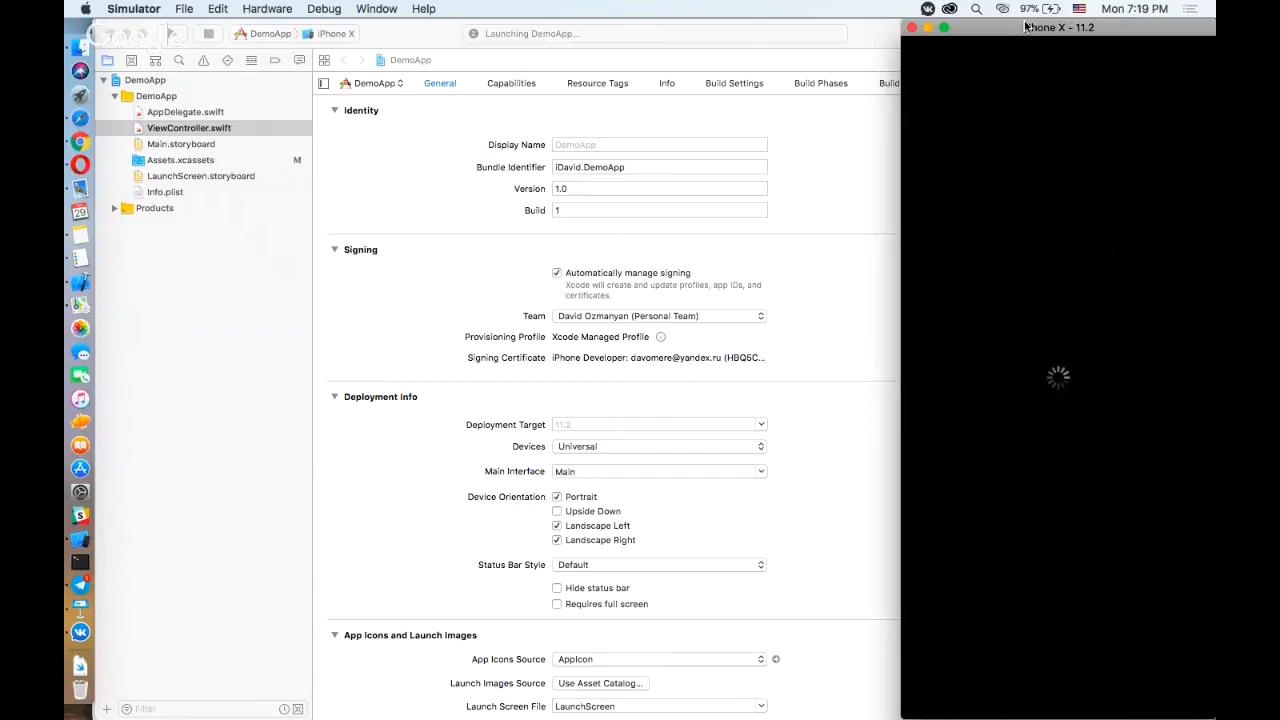 Simulator File Edit Hardware Debug Window Help 97% Mon 7:19 PM
Google
DemoApp iPhone X Launching DemoApp...
iPhone X - 11.2
DemoApp
DemoApp General Capabilities Resource Tags Info Build Settings Build Phases Build
DemoApp
DemoApp
AppDelegate.swift
ViewController.swift
Main.storyboard
Assets.xcassets M
LaunchScreen.storyboard
Info.plist
Products
Identity
Display Name DemoApp
Bundle Identifier iDavid.DemoApp
Version 1.0
Build 1
Signing
Automatically manage signing
Xcode will create and update profiles, app IDs, and
certificates.
Team David Ozmanyan (Personal Team)
Provisioning Profile Xcode Managed Profile
Signing Certificate iPhone Developer: davomere@yandex.ru (HBQ5C...
Deployment Info
Deployment Target 11.2
Devices Universal
Main Interface Main
Device Orientation Portrait
Upside Down
Landscape Left
Landscape Right
Status Bar Style Default
Hide status bar
Requires full screen
App Icons and Launch Images
App Icons Source AppIcon
Launch Images Source Use Asset Catalog...
Launch Screen File LaunchScreen
Filter